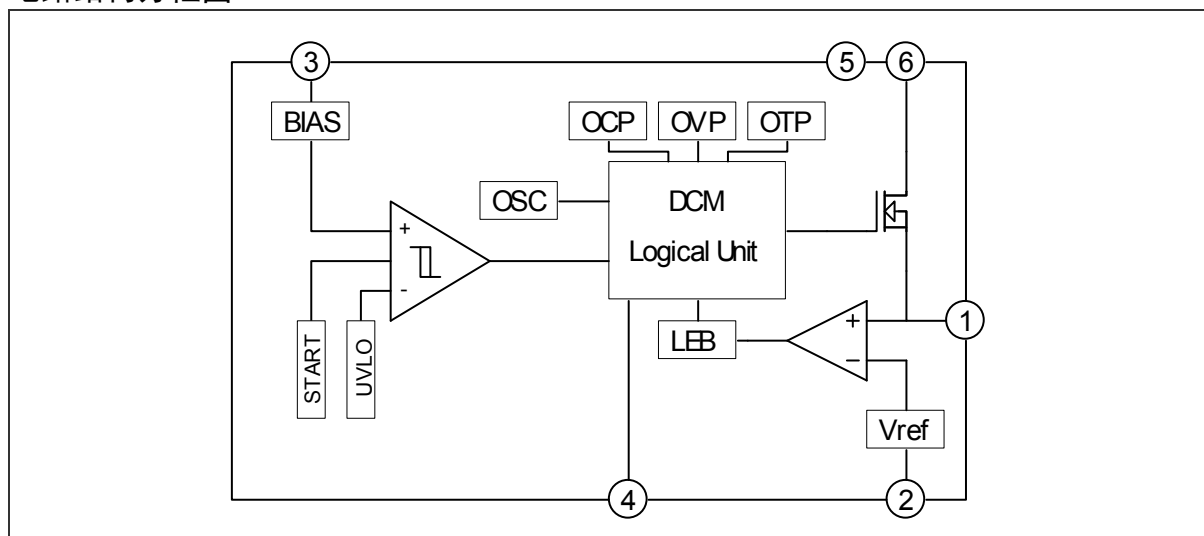 3
5
6
BIAS
OCP
OVP
OTP
OSC
DCM
Logical Unit
+
-
START
UVLO
LEB
+
−
1
Vref
4
2